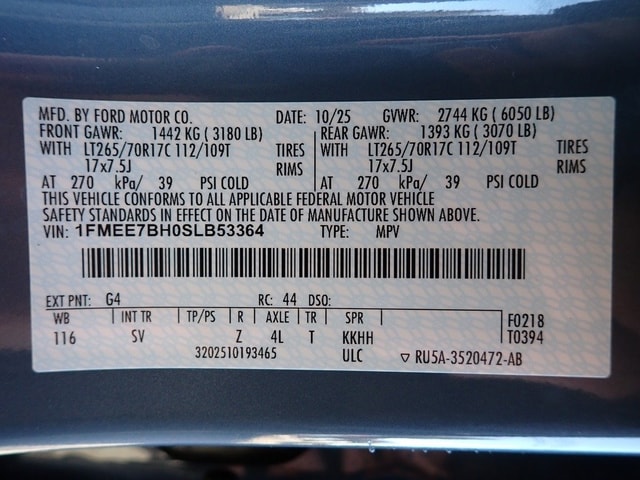 MFD. BY FORD MOTOR CO. DATE: 10/25 GVWR: 2744 KG ( 6050 LB)
FRONT GAWR: 1442 KG ( 3180 LB) REAR GAWR: 1393 KG ( 3070 LB)
WITH LT265/70R17C 112/109T TIRES WITH LT265/70R17C 112/109T TIRES
17x7.5J RIMS 17x7.5J RIMS
AT 270 kPa/ 39 PSI COLD AT 270 kPa/ 39 PSI COLD
THIS VEHICLE CONFORMS TO ALL APPLICABLE FEDERAL MOTOR VEHICLE
SAFETY STANDARDS IN EFFECT ON THE DATE OF MANUFACTURE SHOWN ABOVE.
VIN: 1FMEE7BH0SLB53364 TYPE: MPV
EXT PNT: G4 RC: 44 DSO:
WB INT TR TP/PS R AXLE TR SPR F0218
116 SV Z 4L T KKHH T0394
3202510193465 ULC ▽ RU5A-3520472-AB